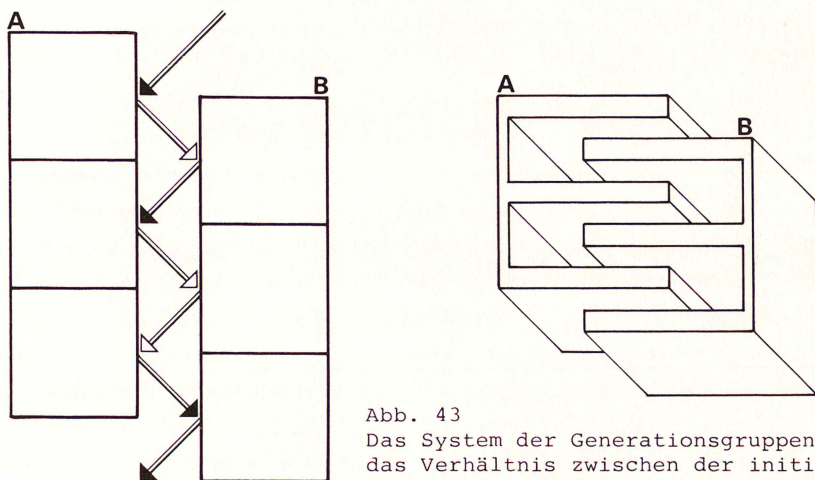 A
B
A
B
Abb. 43
Das System der Generationsgruppen
das Verhältnis zwischen der initi